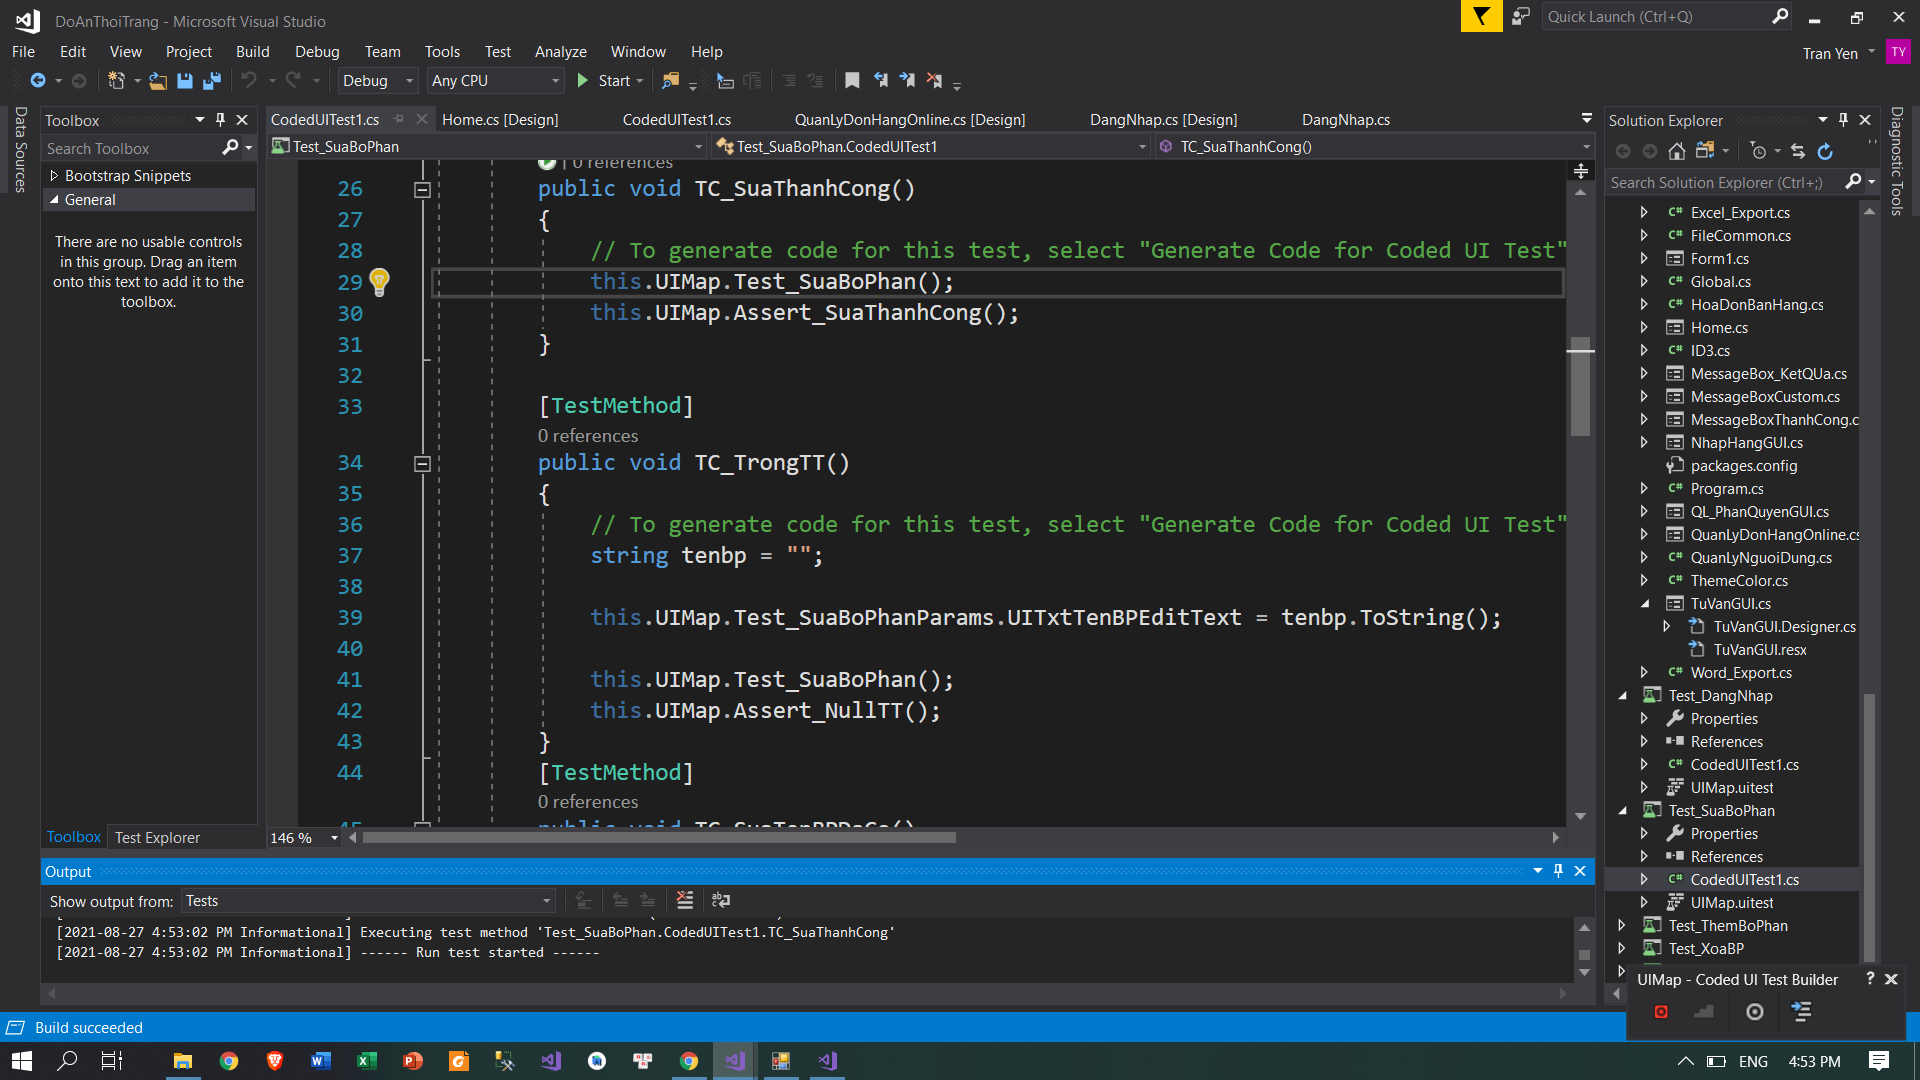 DoAnThoiTrang - Microsoft Visual Studio
Quick Launch (Ctrl+Q)
File Edit View Project Build Debug Team Tools Test Analyze Window Help
Tran Yen
TY
Debug
Any CPU
Start
Data Sources
Toolbox
Search Toolbox
Bootstrap Snippets
General
There are no usable controls
in this group. Drag an item
onto this text to add it to the
toolbox.
Toolbox
Test Explorer
CodedUITest1.cs
Home.cs [Design]
CodedUITest1.cs
QuanLyDonHangOnline.cs [Design]
DangNhap.cs [Design]
DangNhap.cs
Test_SuaBoPhan
Test_SuaBoPhan.CodedUITest1
TC_SuaThanhCong()
| 0 references
26 public void TC_SuaThanhCong()
27 {
28 // To generate code for this test, select "Generate Code for Coded UI Test"
29 this.UIMap.Test_SuaBoPhan();
30 this.UIMap.Assert_SuaThanhCong();
31 }
32
33 [TestMethod]
0 references
34 public void TC_TrongTT()
35 {
36 // To generate code for this test, select "Generate Code for Coded UI Test"
37 string tenbp = "";
38
39 this.UIMap.Test_SuaBoPhanParams.UITxtTenBPEditText = tenbp.ToString();
40
41 this.UIMap.Test_SuaBoPhan();
42 this.UIMap.Assert_NullTT();
43 }
44 [TestMethod]
0 references
45 public void TC_SuaTenBPDaCo()
146 %
Output
Show output from: Tests
[2021-08-27 4:53:02 PM Informational] Executing test method 'Test_SuaBoPhan.CodedUITest1.TC_SuaThanhCong'
[2021-08-27 4:53:02 PM Informational] ------ Run test started ------
Solution Explorer
Search Solution Explorer (Ctrl+;)
Excel_Export.cs
FileCommon.cs
Form1.cs
Global.cs
HoaDonBanHang.cs
Home.cs
ID3.cs
MessageBox_KetQUa.cs
MessageBoxCustom.cs
MessageBoxThanhCong.c
NhapHangGUI.cs
packages.config
Program.cs
QL_PhanQuyenGUI.cs
QuanLyDonHangOnline.cs
QuanLyNguoiDung.cs
ThemeColor.cs
TuVanGUI.cs
TuVanGUI.Designer.cs
TuVanGUI.resx
Word_Export.cs
Test_DangNhap
Properties
References
CodedUITest1.cs
UIMap.uitest
Test_SuaBoPhan
Properties
References
CodedUITest1.cs
UIMap.uitest
Test_ThemBoPhan
Test_XoaBP
Diagnostic Tools
UIMap - Coded UI Test Builder
?
Build succeeded
ENG
4:53 PM